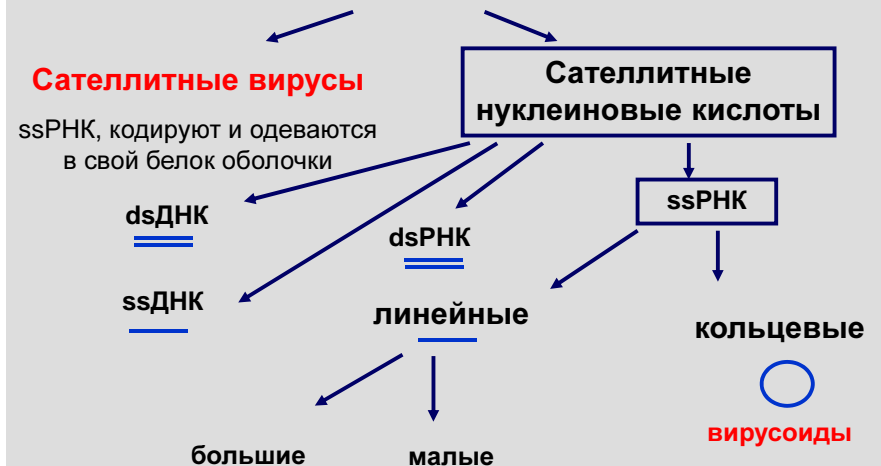 Сателлитные вирусы
ssРНК, кодируют и одеваются
в свой белок оболочки
Сателлитные
нуклеиновые кислоты
dsДНК
ssДНК
dsРНК
ssРНК
линейные
кольцевые
большие
малые
вирусоиды